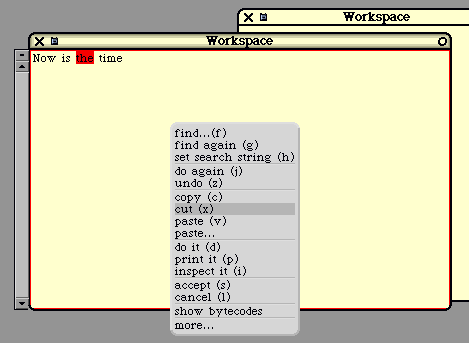 Workspace
Workspace
Now is the time
find...(f)
find again (g)
set search string (h)
do again (j)
undo (z)
copy (c)
cut (x)
paste (v)
paste...
do it (d)
print it (p)
inspect it (i)
accept (s)
cancel (l)
show bytecodes
more...